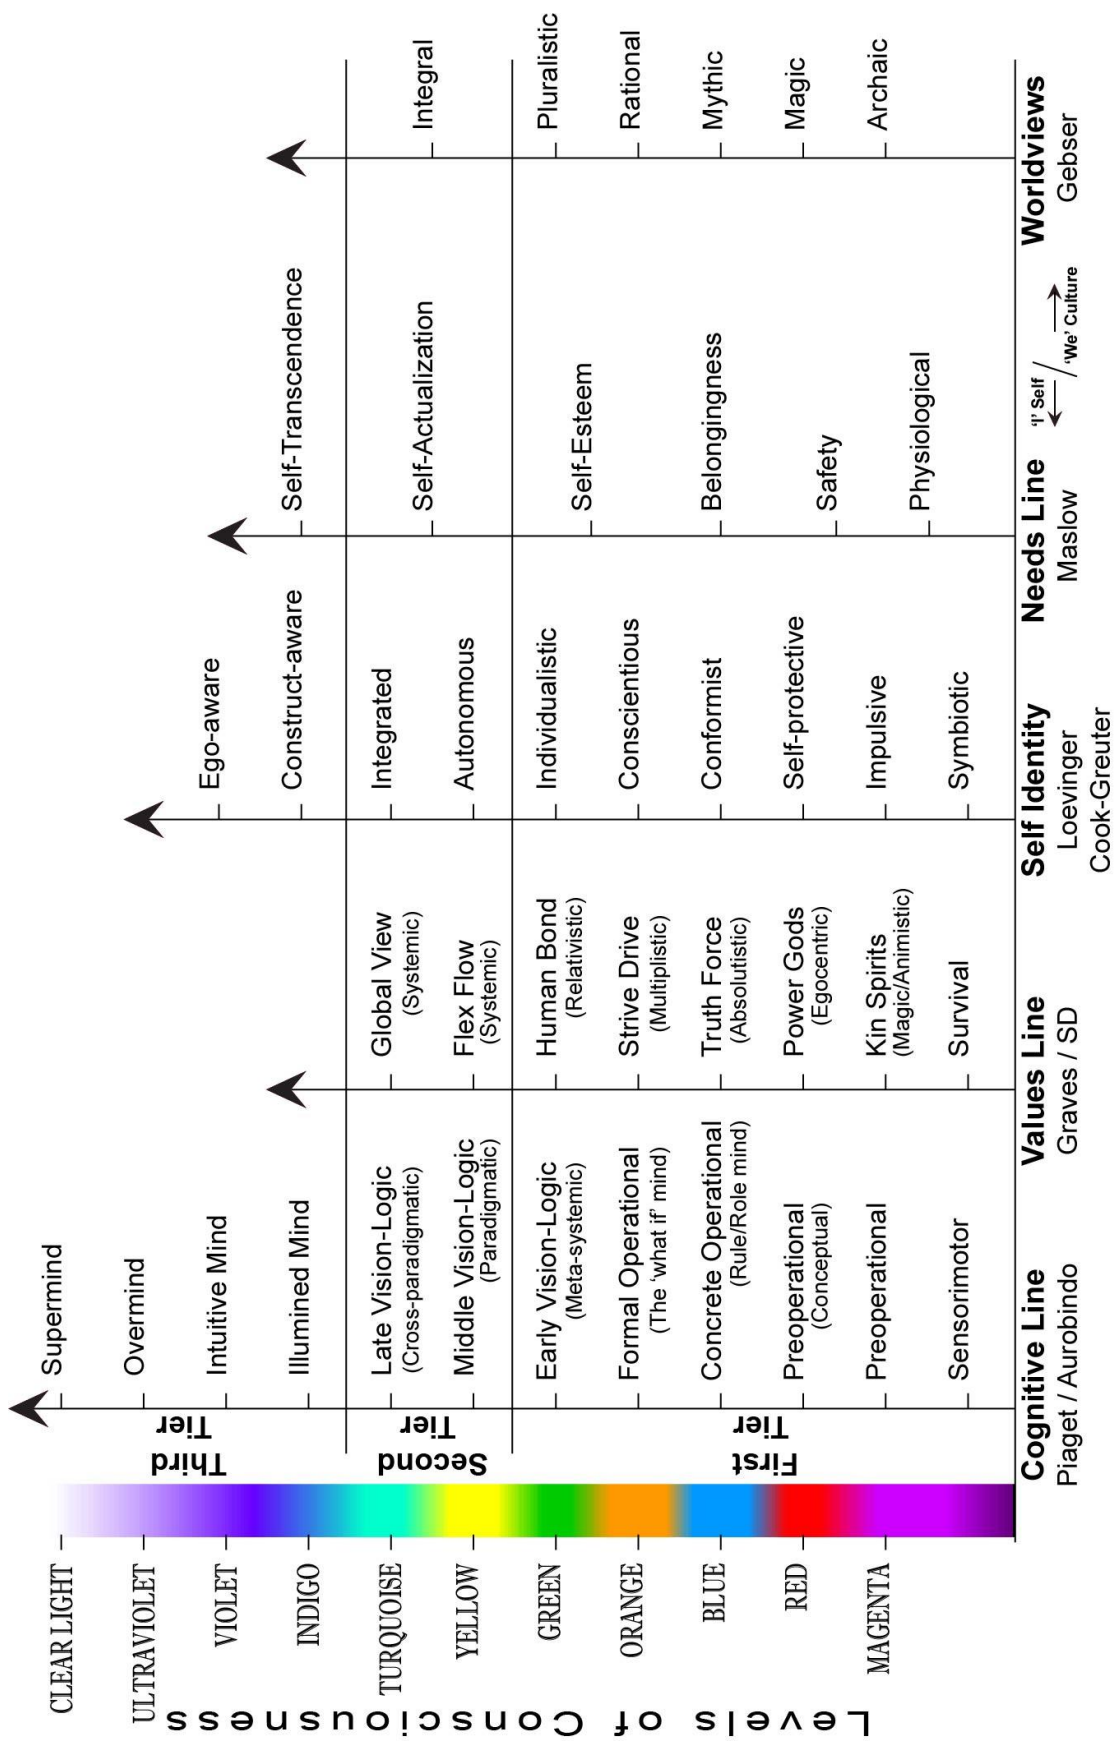 Levels of Consciousness
CLEAR LIGHT
ULTRAVIOLET
VIOLET
INDIGO
TURQUOISE
YELLOW
GREEN
ORANGE
BLUE
RED
MAGENTA
Third
Tier
Second
Tier
First
Tier
Supermind
Overmind
Intuitive Mind
Illumined Mind
Late Vision-Logic
(Cross-paradigmatic)
Middle Vision-Logic
(Paradigmatic)
Early Vision-Logic
(Meta-systemic)
Formal Operational
(The 'what if' mind)
Concrete Operational
(Rule/Role mind)
Preoperational
(Conceptual)
Preoperational
Sensorimotor
Cognitive Line
Piaget / Aurobindo
Global View
(Systemic)
Flex Flow
(Systemic)
Human Bond
(Relativistic)
Strive Drive
(Multiplistic)
Truth Force
(Absolutistic)
Power Gods
(Egocentric)
Kin Spirits
(Magic/Animistic)
Survival
Values Line
Graves / SD
Ego-aware
Construct-aware
Integrated
Autonomous
Individualistic
Conscientious
Conformist
Self-protective
Impulsive
Symbiotic
Self Identity
Loevinger
Cook-Greuter
Self-Transcendence
Self-Actualization
Self-Esteem
Belongingness
Safety
Physiological
Needs Line
Maslow
'I' Self
/
'We' Culture
Integral
Pluralistic
Rational
Mythic
Magic
Archaic
Worldviews
Gebser